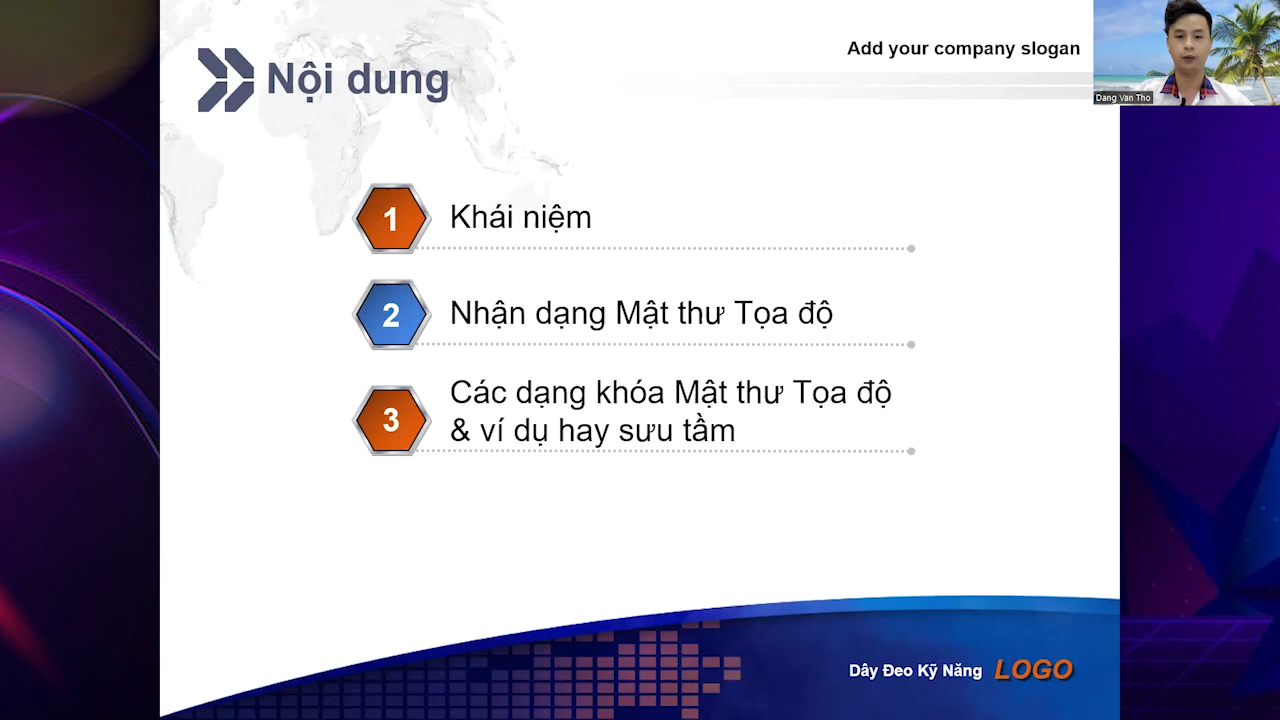 Nội dung
Add your company slogan
Dang Van Tho
1
Khái niệm
2
Nhận dạng Mật thư Tọa độ
3
Các dạng khóa Mật thư Tọa độ
& ví dụ hay sưu tầm
Dây Đeo Kỹ Năng LOGO